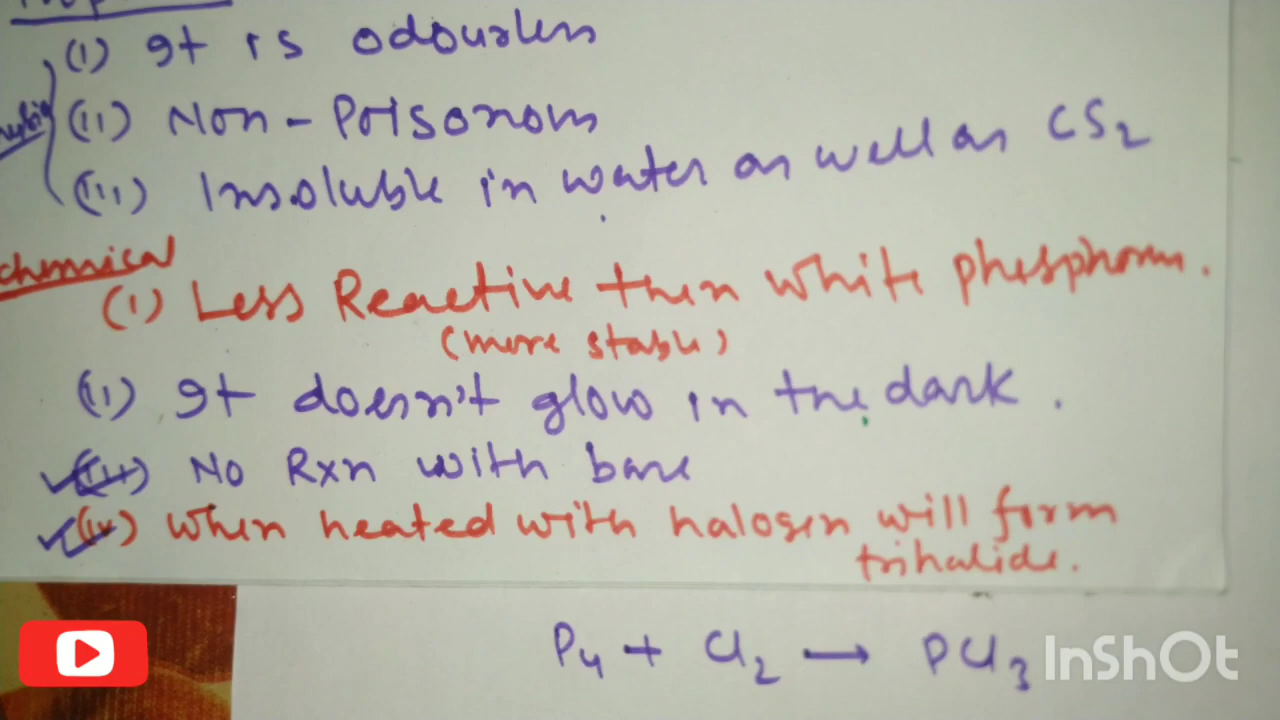 (i) It is odourless
(ii) Non-Poisonous
(iii) Insoluble in water as well as CS2
chemical
(i) Less Reactive then white phosphorus.
(more stable)
(ii) It doesn't glow in the dark.
(iii) No Rxn with base
(iv) When heated with halogen will form
trihalide.
P4 + Cl2 → PCl3
InShOt